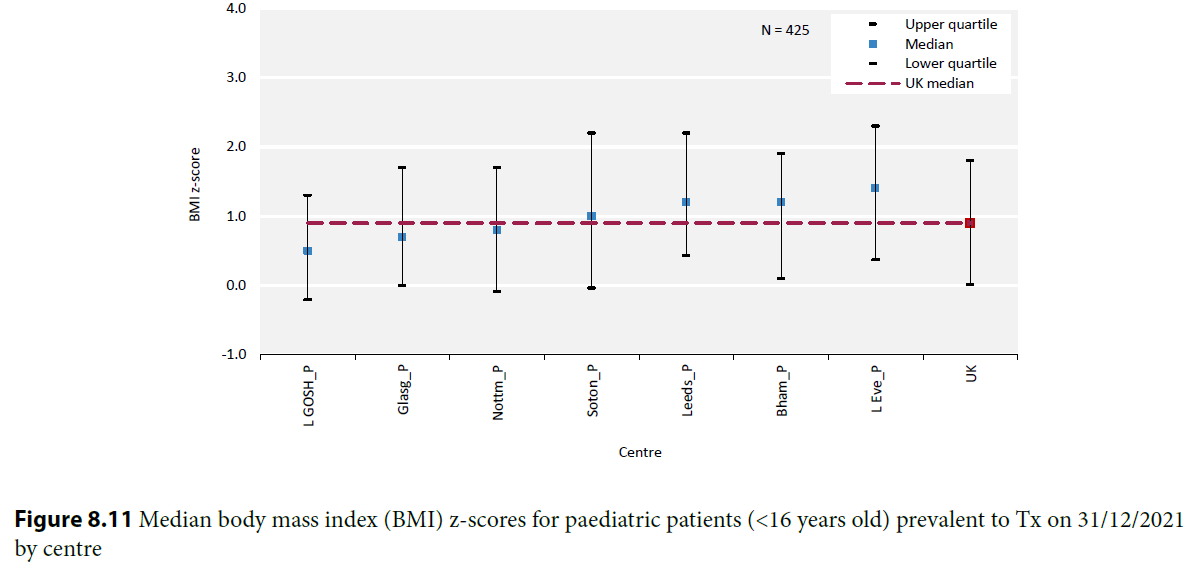 4.0
N = 425
Upper quartile
Median
3.0
Lower quartile
UK median
2.0
BMI z-score
1.0
0.0
-1.0
L GOSH_P
Glasg_P
Nottm_P
Soton_P
Leeds_P
Bham_P
L Eve_P
UK
Centre
Figure 8.11 Median body mass index (BMI) z-scores for paediatric patients (<16 years old) prevalent to Tx on 31/12/2021
by centre